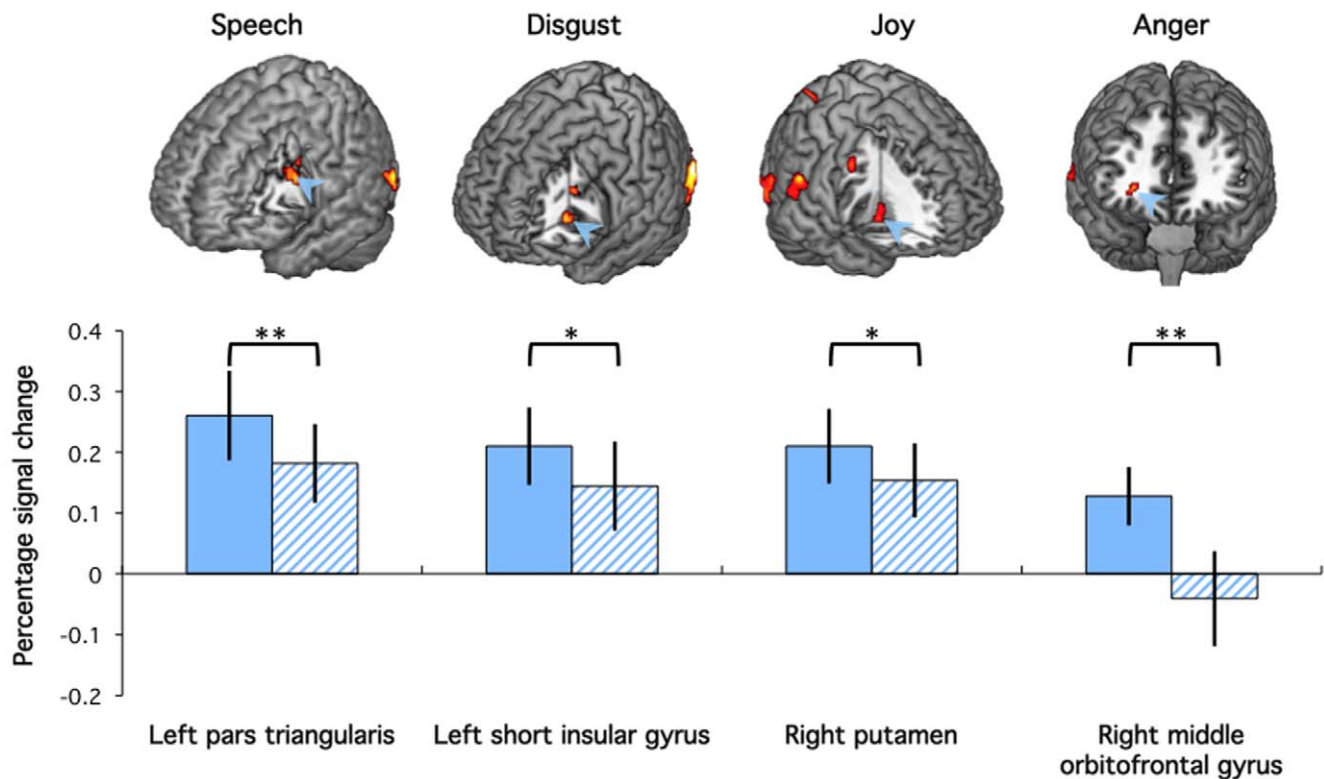 Speech Disgust Joy Anger
Percentage signal change
0.4
** * * **
0.3
0.2
0.1
0
-0.1
-0.2
Left pars triangularis Left short insular gyrus Right putamen Right middle
orbitofrontal gyrus